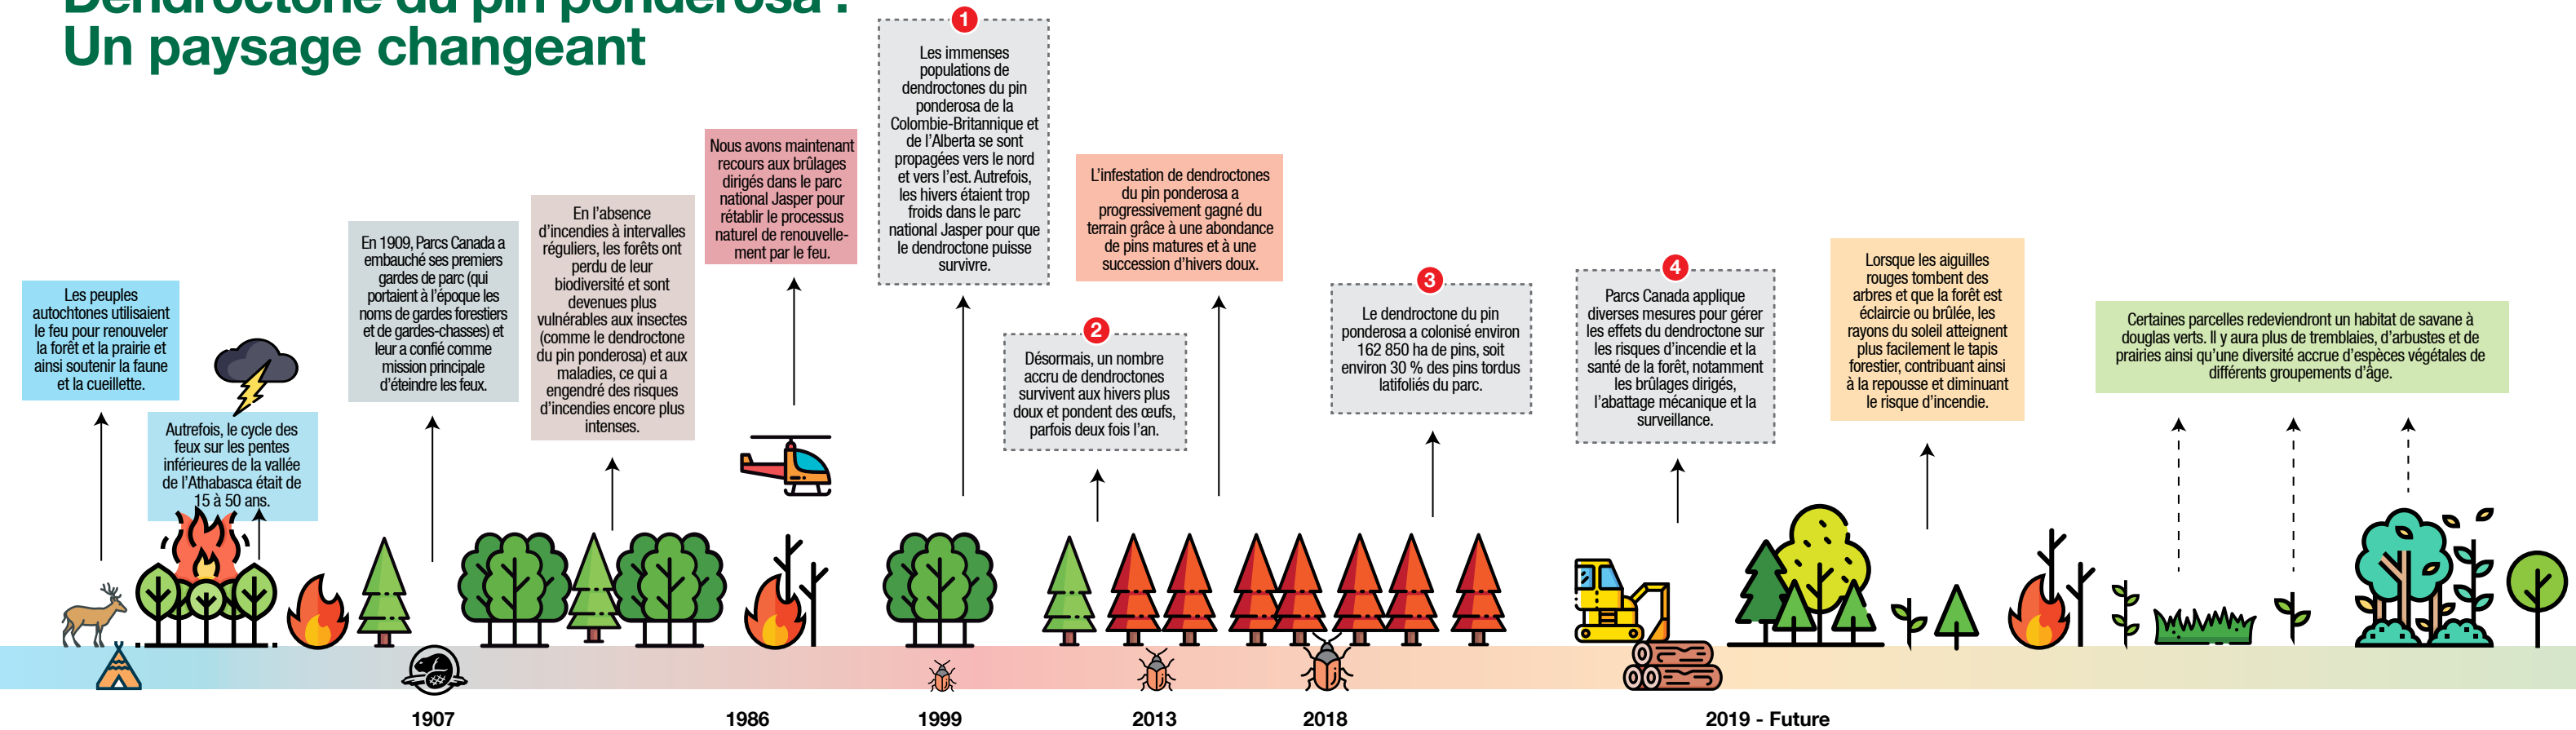 Dendroctone du pin ponderosa :
Un paysage changeant
Les peuples
autochtones utilisaient
le feu pour renouveler
la forêt et la prairie et
ainsi soutenir la faune
et la cueillette.
Autrefois, le cycle des
feux sur les pentes
inférieures de la vallée
de l’Athabasca était de
15 à 50 ans.
En 1909, Parcs Canada a
embauché ses premiers
gardes de parc (qui
portaient à l’époque les
noms de gardes forestiers
et de gardes-chasses) et
leur a confié comme
mission principale
d’éteindre les feux.
En l’absence
d’incendies à intervalles
réguliers, les forêts ont
perdu de leur
biodiversité et sont
devenues plus
vulnérables aux insectes
(comme le dendroctone
du pin ponderosa) et aux
maladies, ce qui a
engendré des risques
d’incendies encore plus
intenses.
Nous avons maintenant
recours aux brûlages
dirigés dans le parc
national Jasper pour
rétablir le processus
naturel de renouvelle-
ment par le feu.
1
Les immenses
populations de
dendroctones du pin
ponderosa de la
Colombie-Britannique et
de l’Alberta se sont
propagées vers le nord
et vers l’est. Autrefois,
les hivers étaient trop
froids dans le parc
national Jasper pour que
le dendroctone puisse
survivre.
2
Désormais, un nombre
accru de dendroctones
survivent aux hivers plus
doux et pondent des œufs,
parfois deux fois l’an.
L’infestation de dendroctones
du pin ponderosa a
progressivement gagné du
terrain grâce à une abondance
de pins matures et à une
succession d’hivers doux.
3
Le dendroctone du pin
ponderosa a colonisé environ
162 850 ha de pins, soit
environ 30 % des pins tordus
latifoliés du parc.
4
Parcs Canada applique
diverses mesures pour gérer
les effets du dendroctone sur
les risques d’incendie et la
santé de la forêt, notamment
les brûlages dirigés,
l’abattage mécanique et la
surveillance.
Lorsque les aiguilles
rouges tombent des
arbres et que la forêt est
éclaircie ou brûlée, les
rayons du soleil atteignent
plus facilement le tapis
forestier, contribuant ainsi
à la repousse et diminuant
le risque d’incendie.
Certaines parcelles redeviendront un habitat de savane à
douglas verts. Il y aura plus de tremblaies, d’arbustes et de
prairies ainsi qu’une diversité accrue d’espèces végétales de
différents groupements d’âge.
1907
1986
1999
2013
2018
2019 - Future